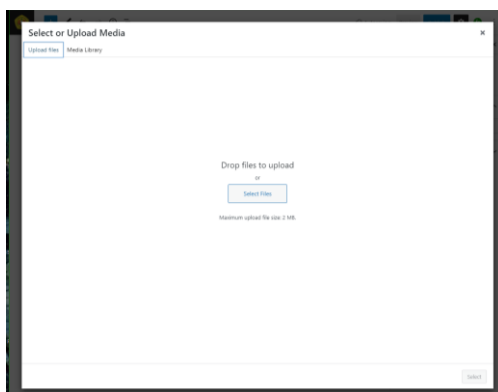 Select or Upload Media
Upload files Media Library
Drop files to upload
or
Select Files
Maximum upload file size: 2 MB.
Select